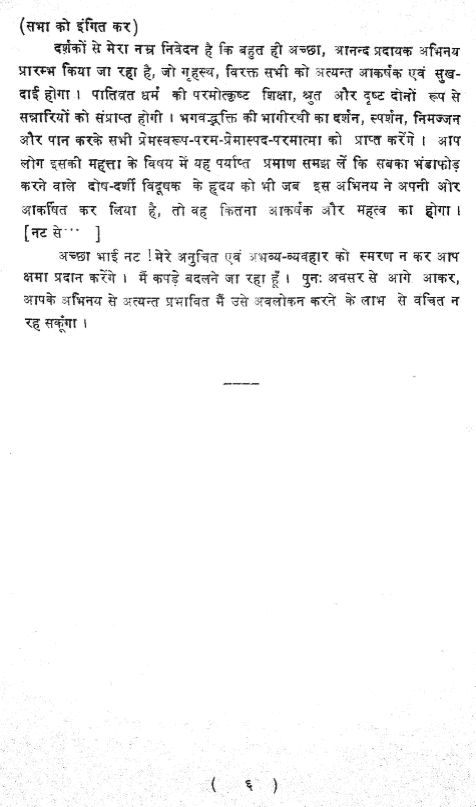 (सभा को इंगित कर)
दर्शकों से मेरा नम्र निवेदन है कि बहुत ही अच्छा, आनन्द प्रदायक अभिनय
प्रारम्भ किया जा रहा है, जो गृहस्थ, विरक्त सभी को अत्यन्त आकर्षक एवं सुख-
दाई होगा। पातिव्रत धर्म की परमोत्कृष्ट शिक्षा, श्रुत और दृष्ट दोनों रूप से
सन्नारियों को संप्राप्त होगी। भगवद्भक्ति की भागीरथी का दर्शन, स्पर्शन, निमज्जन
और पान करके सभी प्रेमस्वरूप-परम-प्रेमास्पद-परमात्मा को प्राप्त करेंगे। आप
लोग इसकी महत्ता के विषय में यह पर्याप्त प्रमाण समझ लें कि सबका भंडाफोड़
करने वाले दोष-दर्शी विदूषक के हृदय को भी जब इस अभिनय ने अपनी ओर
आकर्षित कर लिया है, तो वह कितना आकर्षक और महत्व का होगा।
[नट से··· ]
अच्छा भाई नट ! मेरे अनुचित एवं अभव्य-व्यवहार को स्मरण न कर आप
क्षमा प्रदान करेंगे। मैं कपड़े बदलने जा रहा हूँ। पुनः अवसर से आगे आकर,
आपके अभिनय से अत्यन्त प्रभावित मैं उसे अवलोकन करने के लाभ से वंचित न
रह सकूँगा।
( ६ )